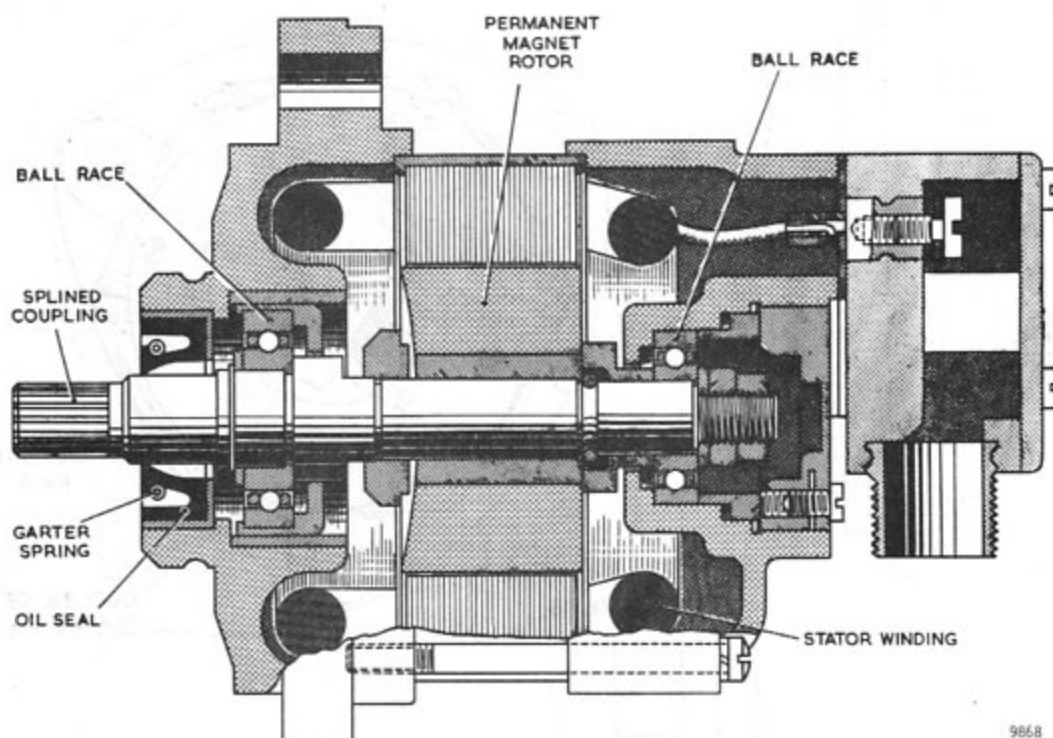 PERMANENT
MAGNET
ROTOR
BALL RACE
BALL RACE
SPLINED
COUPLING
GARTER
SPRING
OIL SEAL
STATOR WINDING
9868